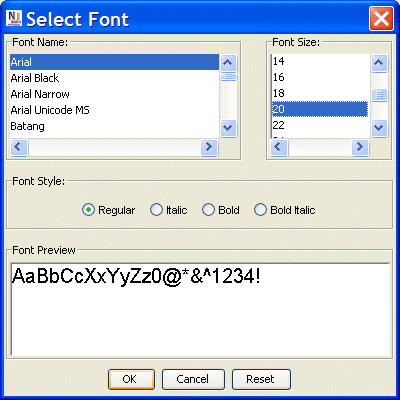 Select Font
Font Name:
Arial
Arial Black
Arial Narrow
Arial Unicode MS
Batang
Font Size:
14
16
18
20
22
Font Style:
Regular
Italic
Bold
Bold Italic
Font Preview
AaBbCcXxYyZz0@*&^1234!
OK
Cancel
Reset